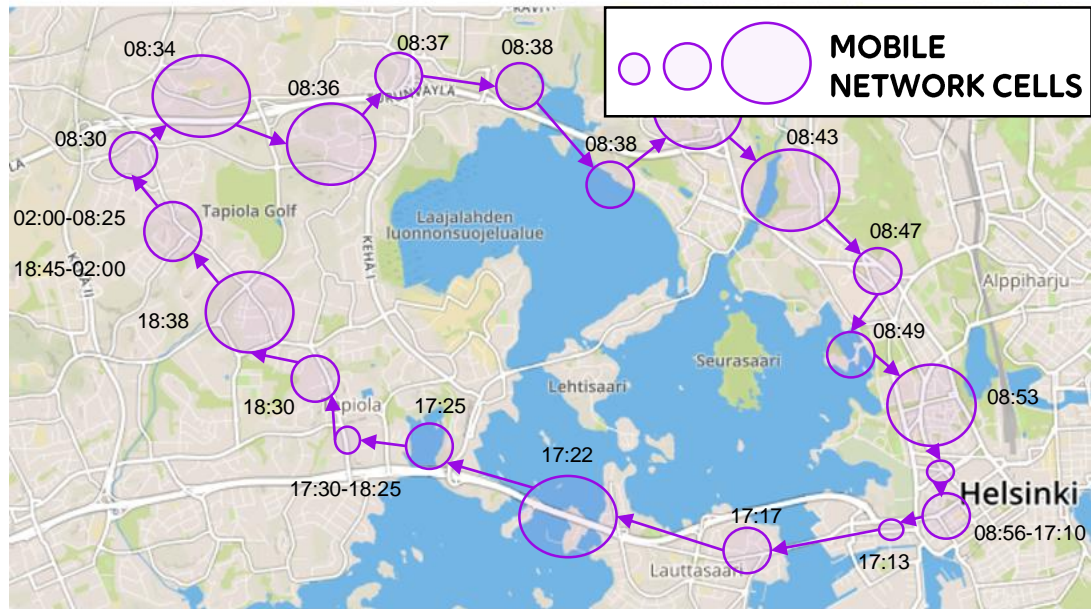 08:34
08:37
08:38
MOBILE
NETWORK CELLS
08:36
TURUNVÄYLÄ
08:30
08:38
08:43
Tapiola Golf
02:00-08:25
Laajalahden
luonnonsuojelualue
08:47
KEHÄ I
18:45-02:00
KEHÄ II
Alppiharju
18:38
08:49
Seurasaari
Lehtisaari
08:53
18:30
Tapiola
17:25
17:22
17:30-18:25
Helsinki
17:17
08:56-17:10
17:13
Lauttasaari